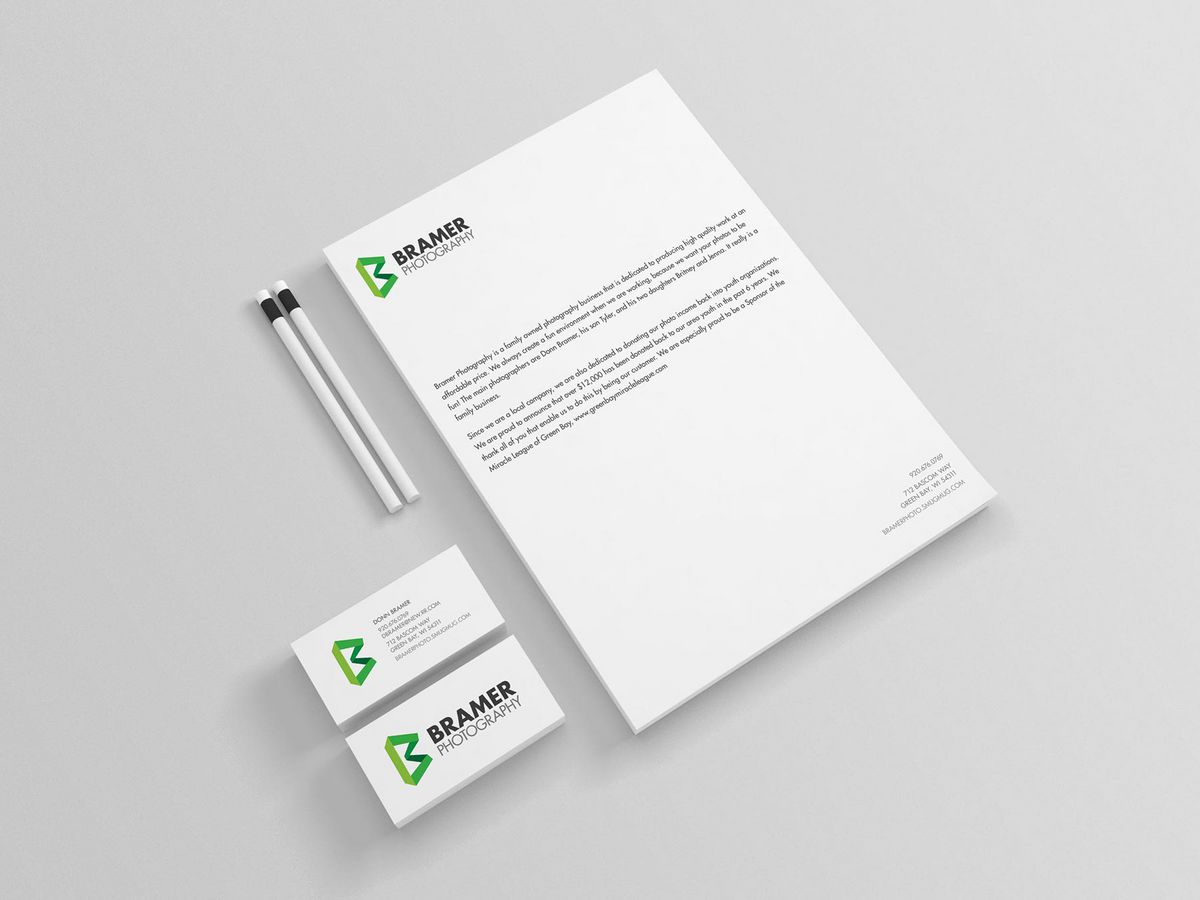 BRAMER
PHOTOGRAPHY
Bramer Photography is a family owned photography business that is dedicated to producing high quality work at an
affordable price. We always create a fun environment when we are working, because we want your photos to be
fun! The main photographers are Donn Bramer, his son Tyler, and his two daughters Britney and Jenna. It really is a
family business.
Since we are a local company, we are also dedicated to donating our photo income back into youth organizations.
We are proud to announce that over $12,000 has been donated back to our area youth in the past 6 years. We
thank all of you that enable us to do this by being our customer. We are especially proud to be a Sponsor of the
Miracle League of Green Bay, www.greenbaymiracleleague.com
920.676.0769
712 BASCOM WAY
GREEN BAY, WI 54311
BRAMERPHOTO.SMUGMUG.COM
DONN BRAMER
920.676.0769
DBRAMER@NEW.RR.COM
712 BASCOM WAY
GREEN BAY, WI 54311
BRAMERPHOTO.SMUGMUG.COM
BRAMER
PHOTOGRAPHY